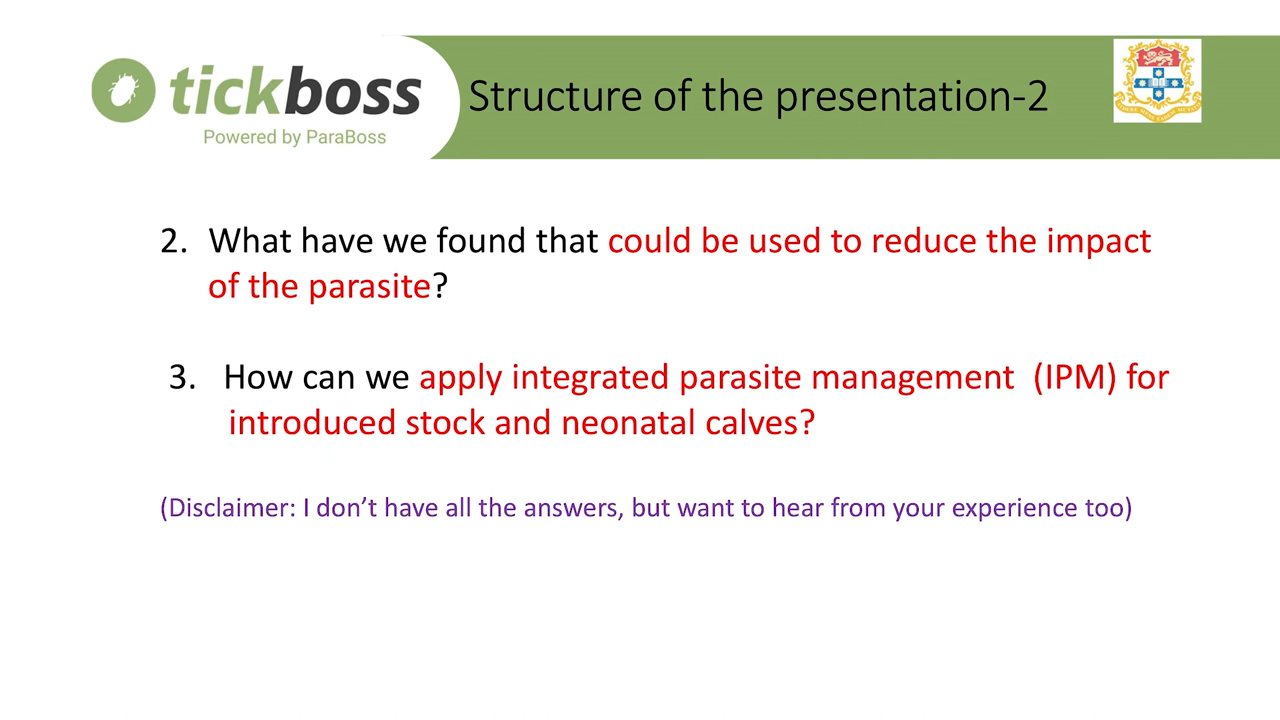 tickboss
Powered by ParaBoss
Structure of the presentation-2
2. What have we found that could be used to reduce the impact
of the parasite?
3. How can we apply integrated parasite management (IPM) for
introduced stock and neonatal calves?
(Disclaimer: I don’t have all the answers, but want to hear from your experience too)